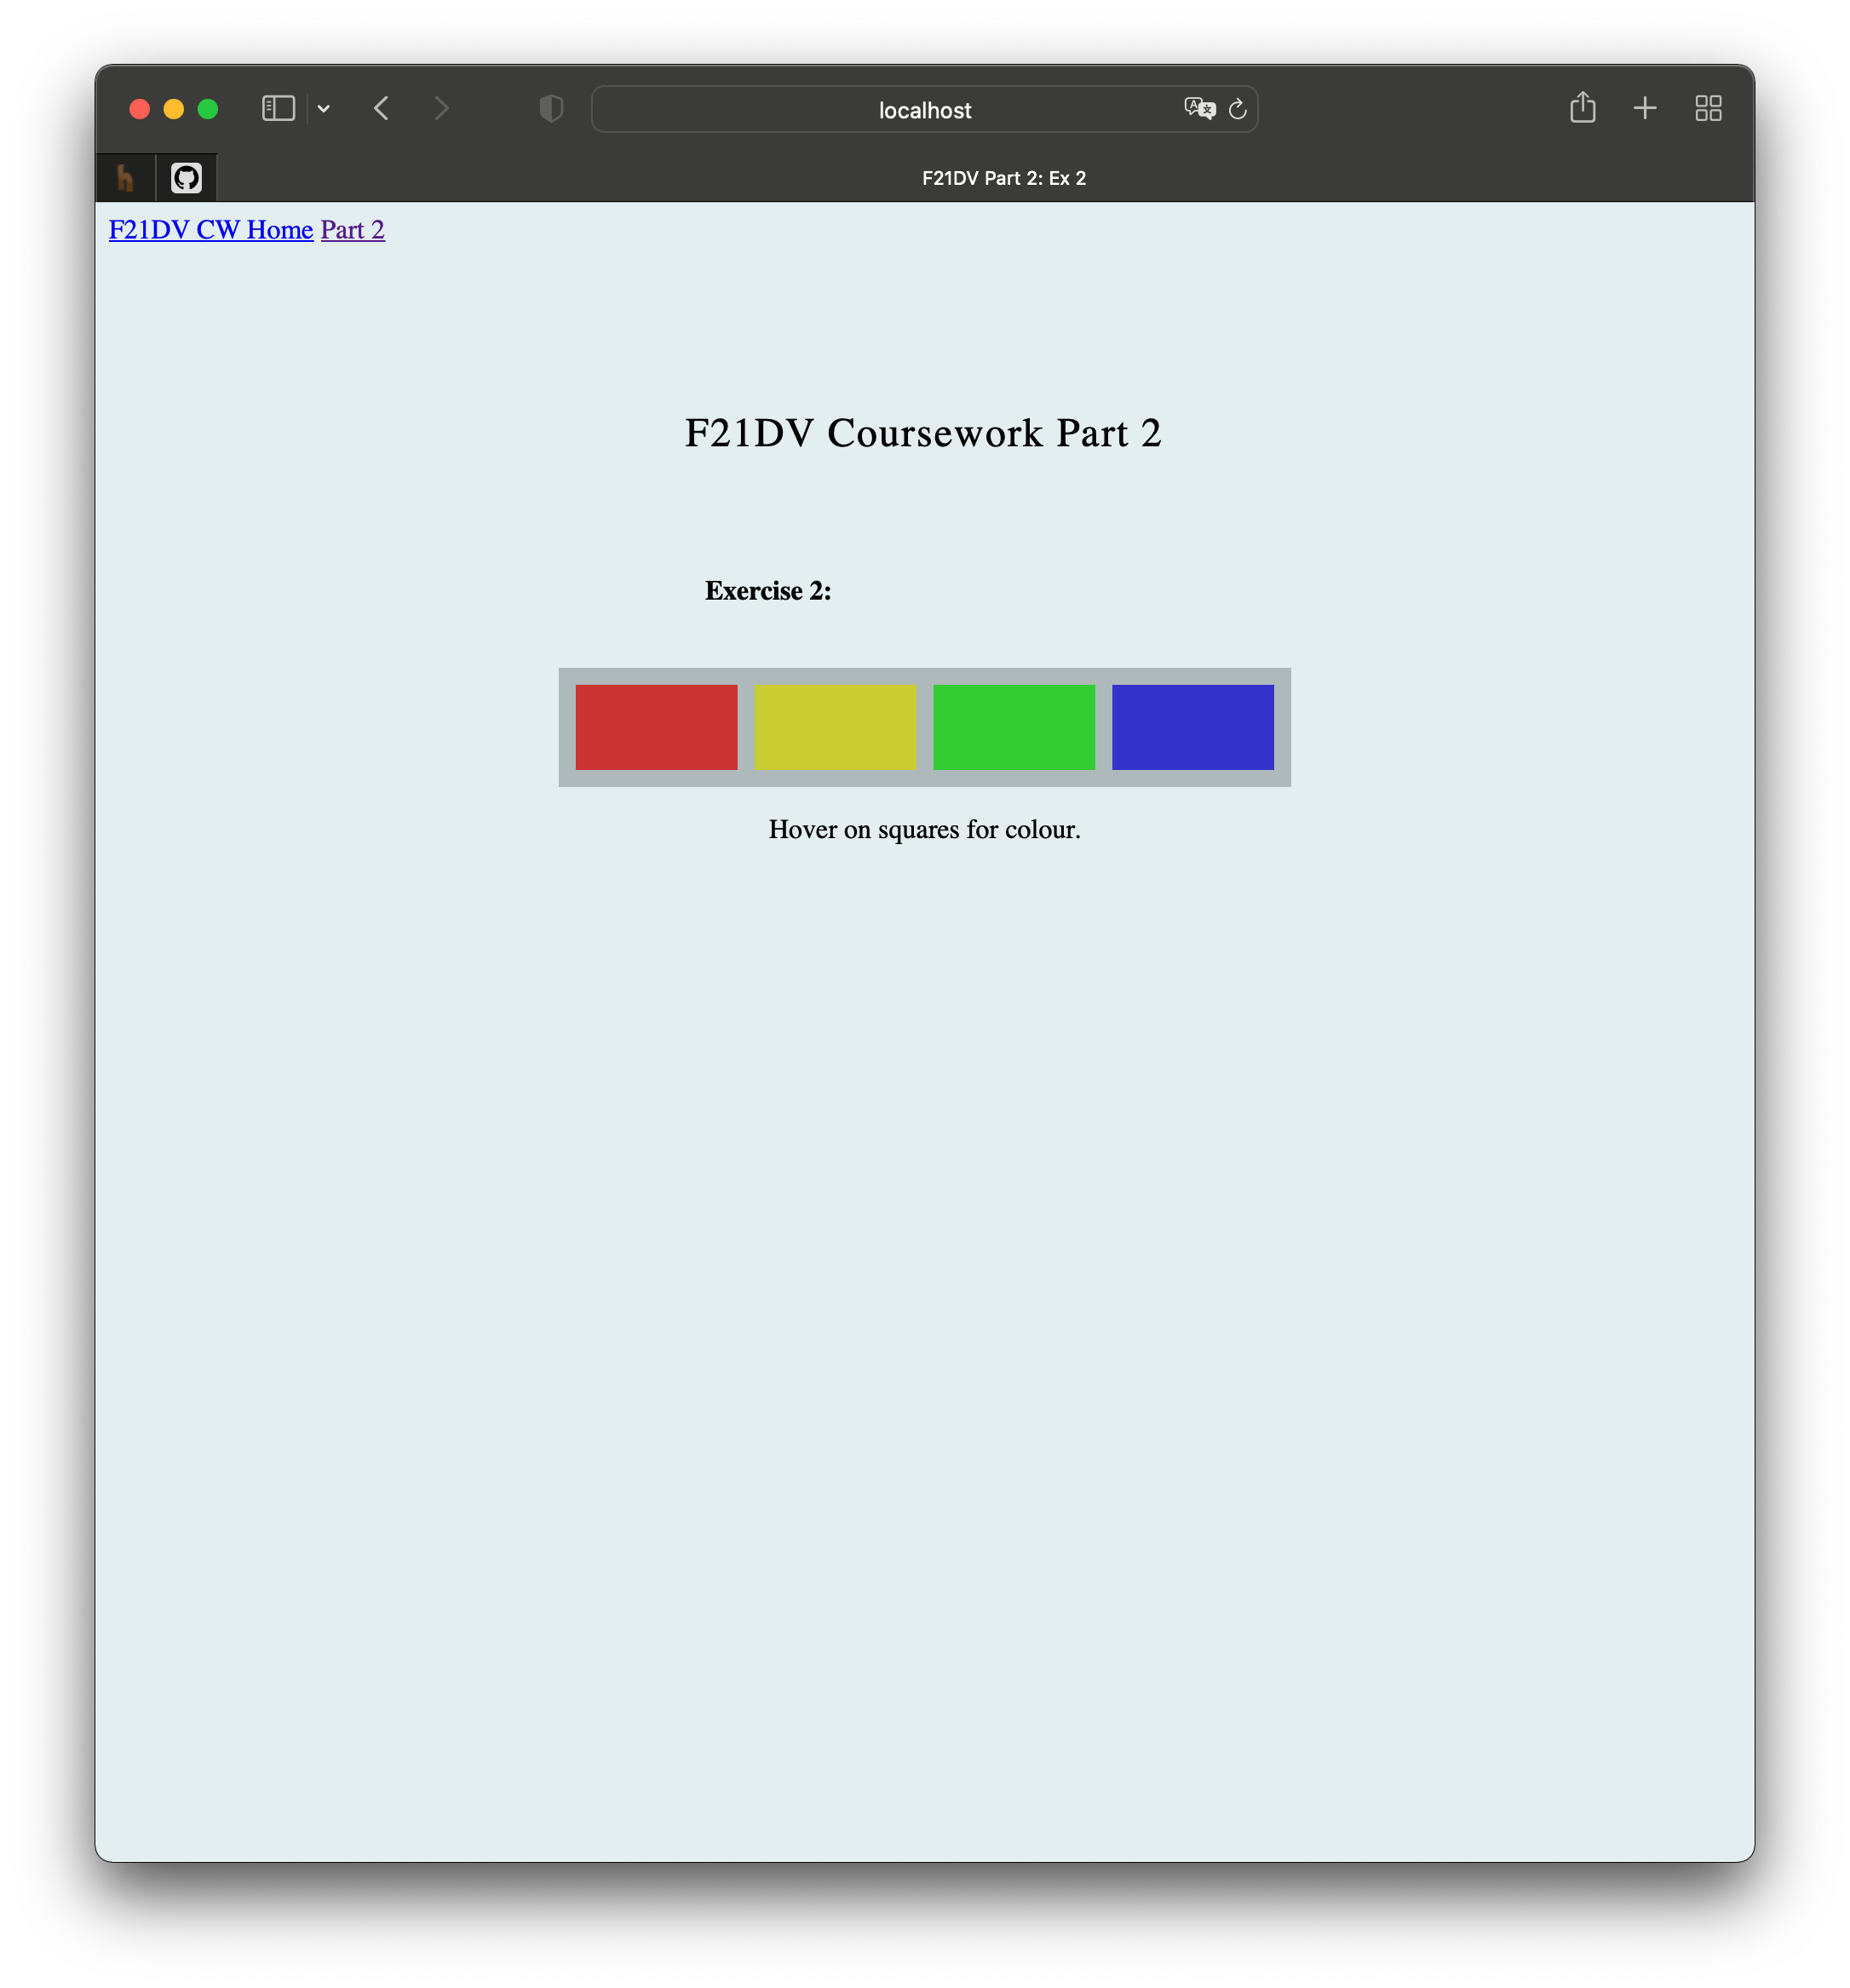 localhost
F21DV Part 2: Ex 2
F21DV CW Home Part 2
F21DV Coursework Part 2
Exercise 2:
Hover on squares for colour.